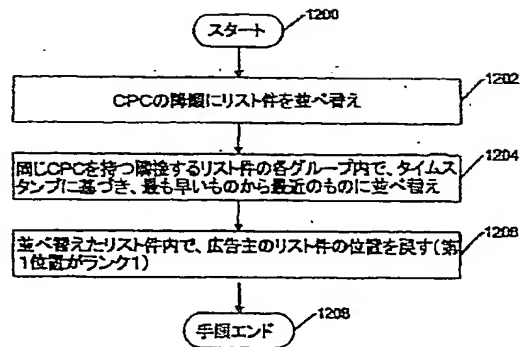 スタート
1200
CPCの降順にリスト件を並べ替え
1202
同じCPCを持つ隣接するリスト件の各グループ内で、タイムス
タンプに基づき、最も早いものから最近のものに並べ替え
1204
並べ替えたリスト件内で、広告主のリスト件の位置を戻す(第
1位置がランク1)
1206
手順エンド
1208